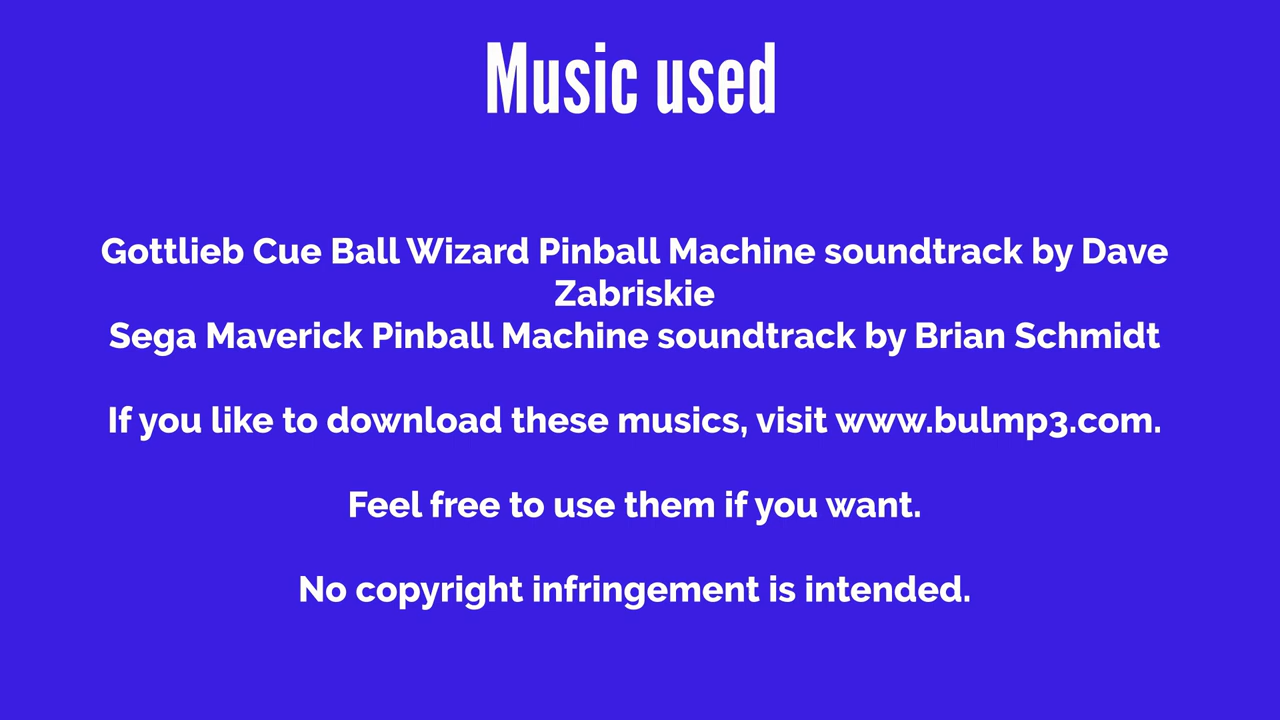 Music used
Gottlieb Cue Ball Wizard Pinball Machine soundtrack by Dave
Zabriskie
Sega Maverick Pinball Machine soundtrack by Brian Schmidt
If you like to download these musics, visit www.bulmp3.com.
Feel free to use them if you want.
No copyright infringement is intended.